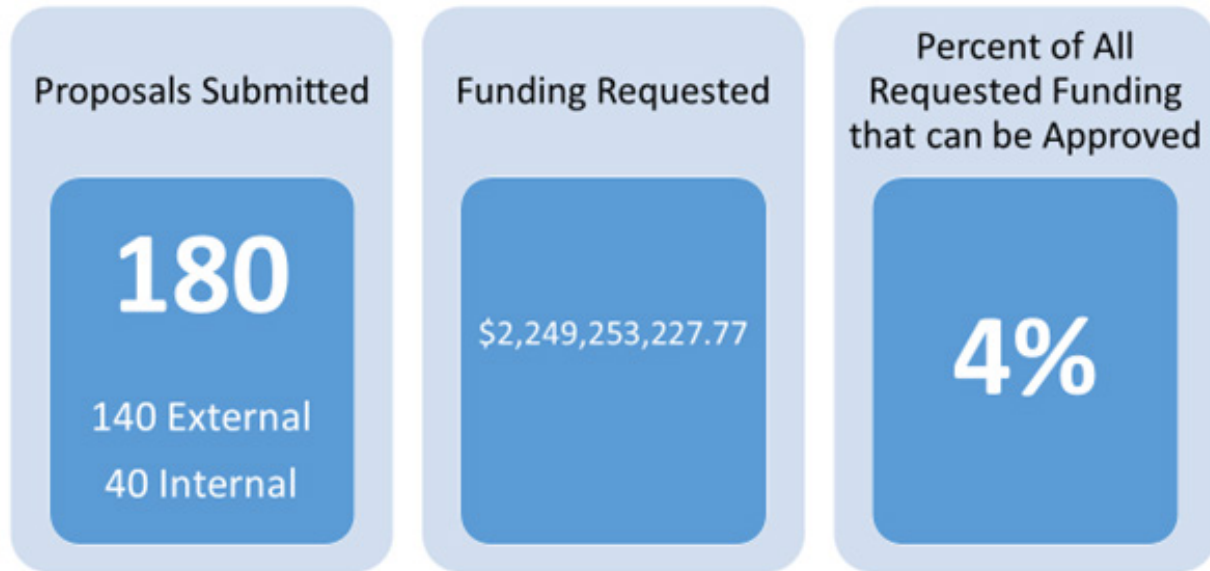 Proposals Submitted
180
140 External
40 Internal
Funding Requested
$2,249,253,227.77
Percent of All
Requested Funding
that can be Approved
4%